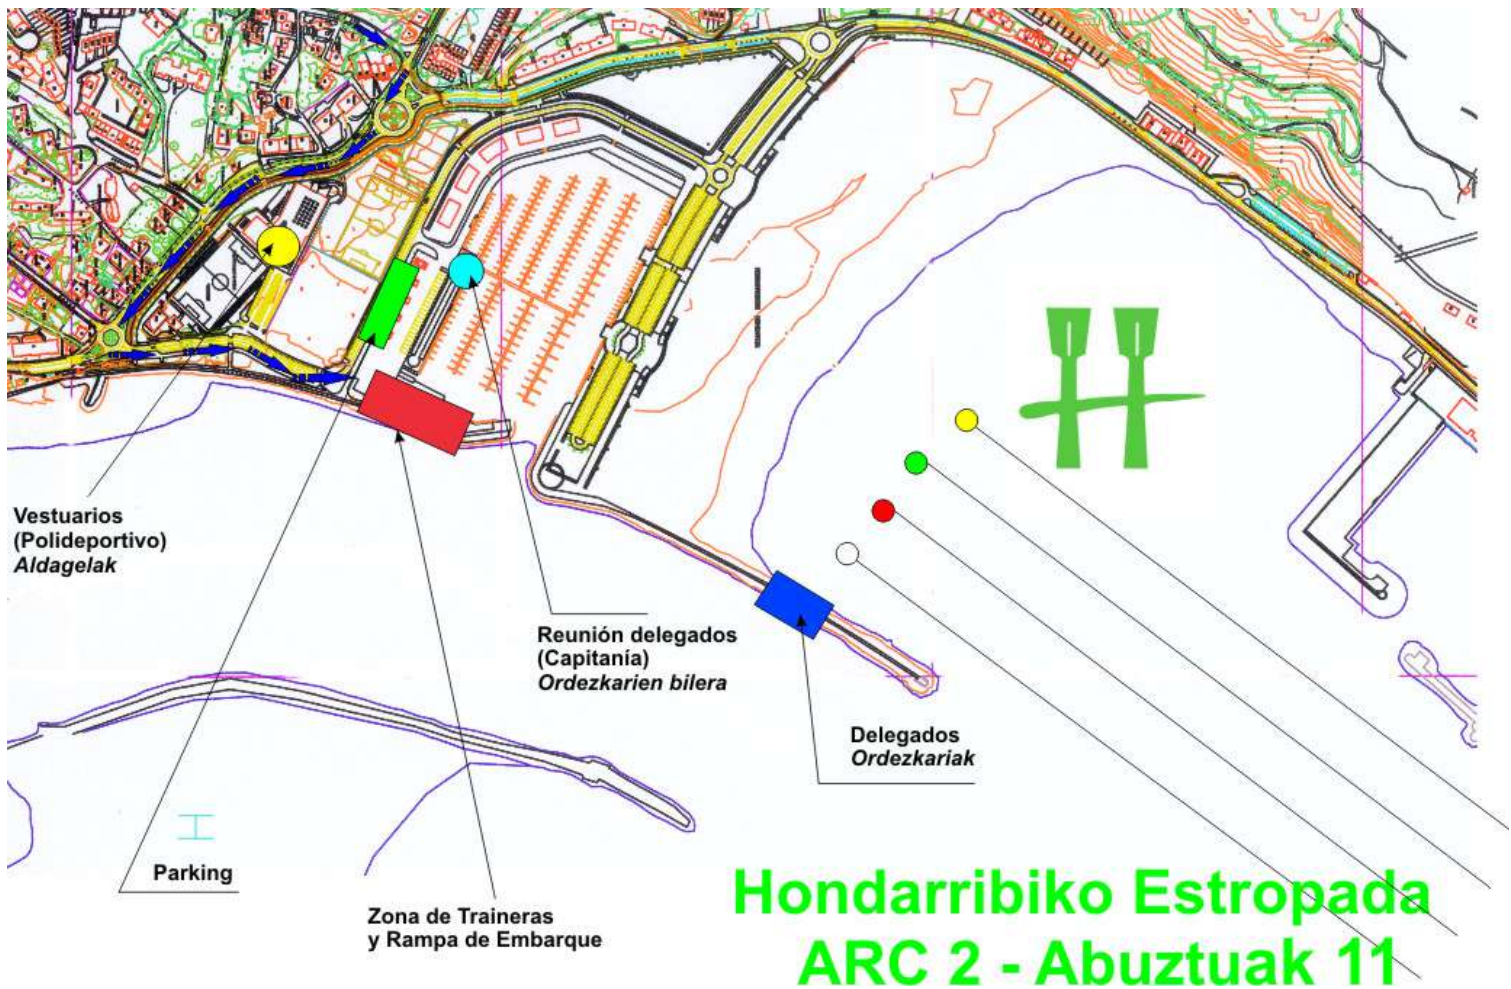 Vestuarios
(Polideportivo)
Aldagelak
Reunión delegados
(Capitanía)
Ordezkarien bilera
Delegados
Ordezkariak
Parking
Zona de Traineras
y Rampa de Embarque
Hondarribiko Estropada
ARC 2 - Abuztuak 11